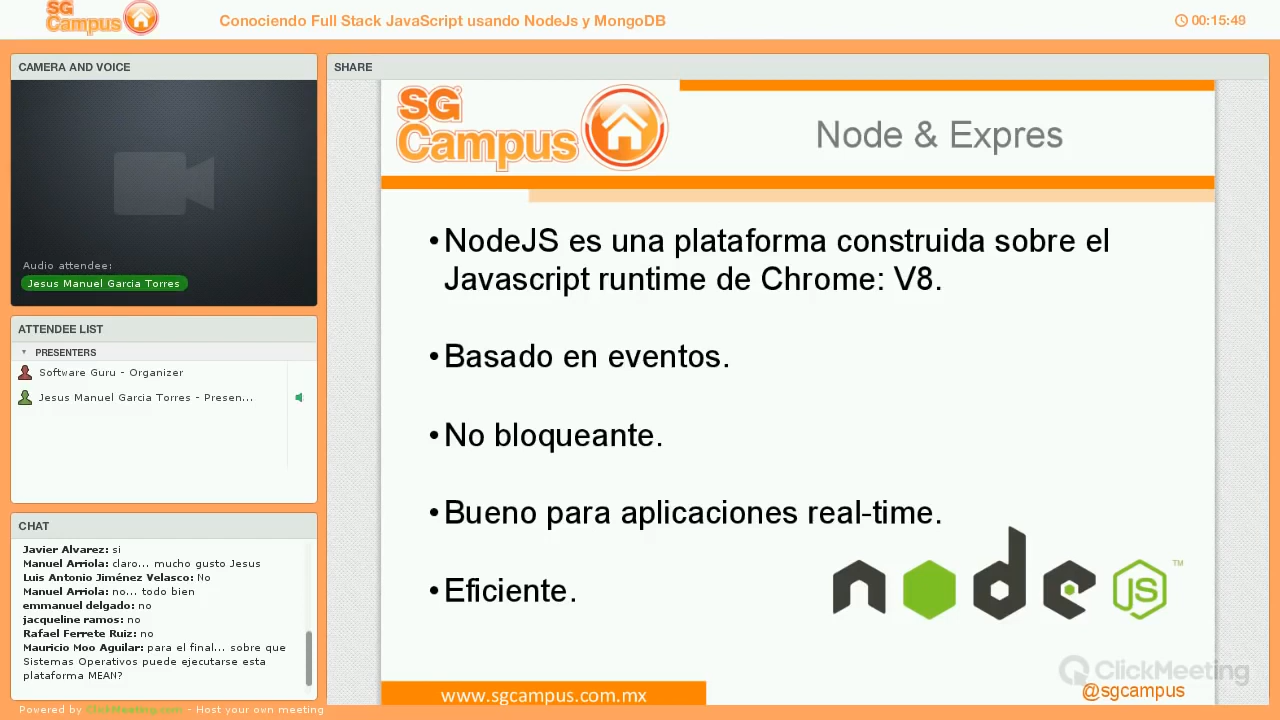 SG
Campus
Conociendo Full Stack JavaScript usando NodeJs y MongoDB
00:15:49
CAMERA AND VOICE
Audio attendee:
Jesus Manuel Garcia Torres
ATTENDEE LIST
PRESENTERS
Software Guru - Organizer
Jesus Manuel Garcia Torres - Presen...
CHAT
Javier Alvarez: si
Manuel Arriola: claro... mucho gusto Jesus
Luis Antonio Jiménez Velasco: No
Manuel Arriola: no... todo bien
emmanuel delgado: no
jacqueline ramos: no
Rafael Ferrete Ruiz: no
Mauricio Moo Aguilar: para el final... sobre que
Sistemas Operativos puede ejecutarse esta
plataforma MEAN?
Powered by ClickMeeting.com - Host your own meeting
SHARE
SG
Campus
Node & Expres
•NodeJS es una plataforma construida sobre el
Javascript runtime de Chrome: V8.
•Basado en eventos.
•No bloqueante.
•Bueno para aplicaciones real-time.
•Eficiente.
node JS ™
ClickMeeting
www.sgcampus.com.mx
@sgcampus